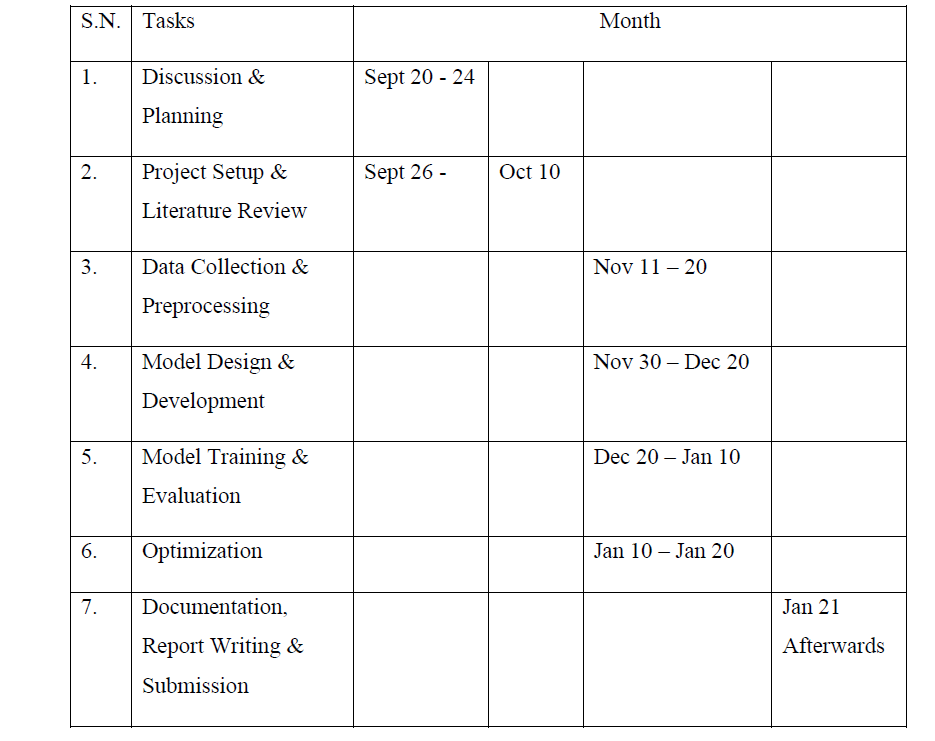 S.N. Tasks Month
1. Discussion & Sept 20 - 24
Planning
2. Project Setup & Sept 26 - Oct 10
Literature Review
3. Data Collection & Nov 11 – 20
Preprocessing
4. Model Design & Nov 30 – Dec 20
Development
5. Model Training & Dec 20 – Jan 10
Evaluation
6. Optimization Jan 10 – Jan 20
7. Documentation, Jan 21
Report Writing & Afterwards
Submission